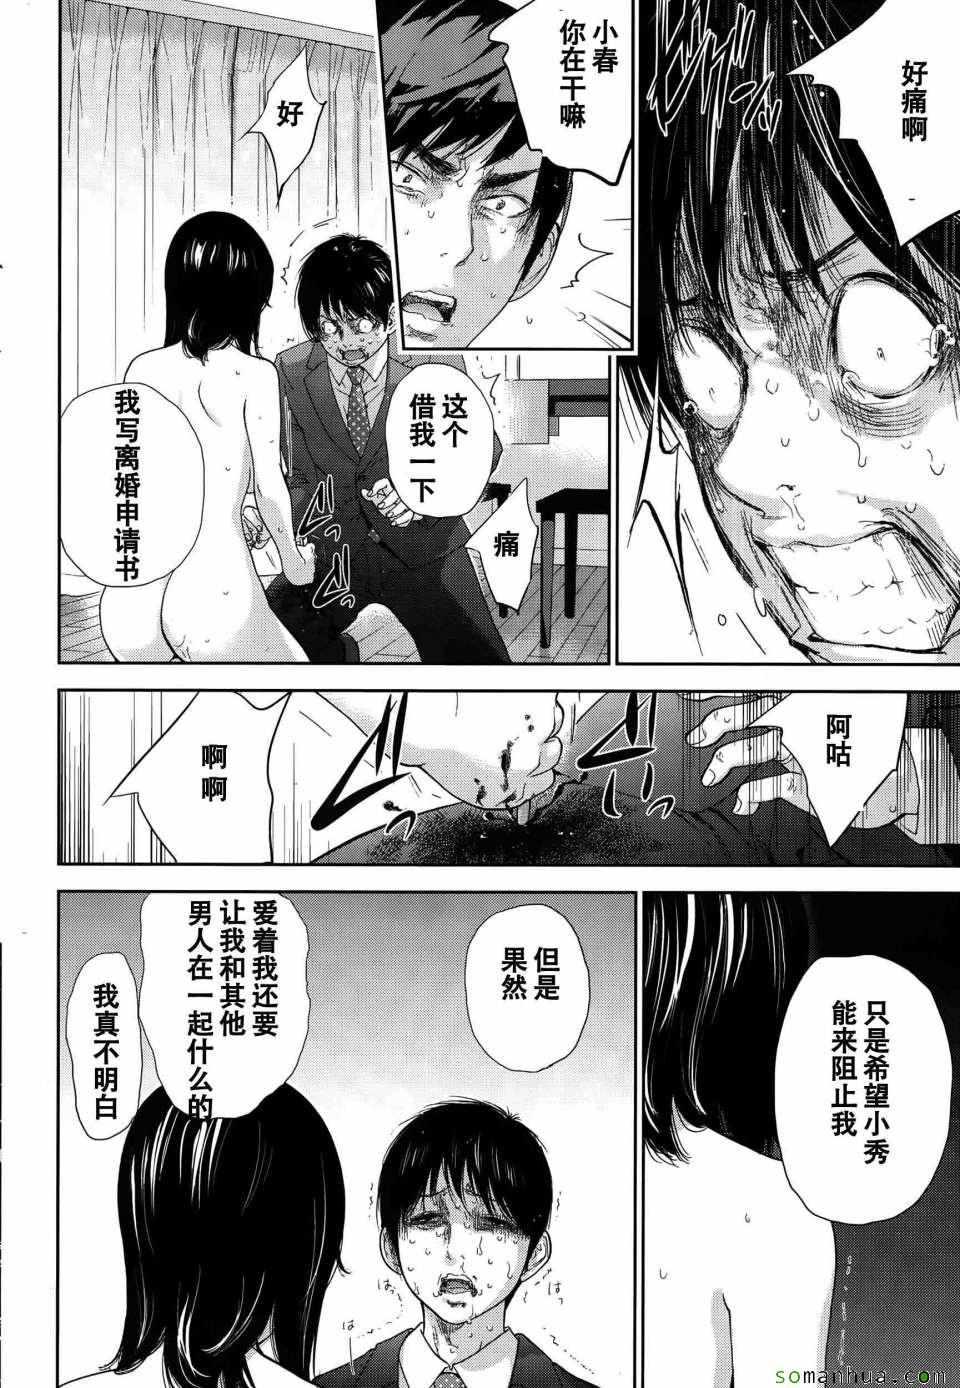 好痛啊
小春
你在干嘛
好
这个
借我一下
痛
我写离婚申请书
阿咕
啊啊
只是希望小秀
能来阻止我
但是
果然
爱着我还要
让我和其他
男人在一起什么的
我真不明白
は
は
somanhua.com